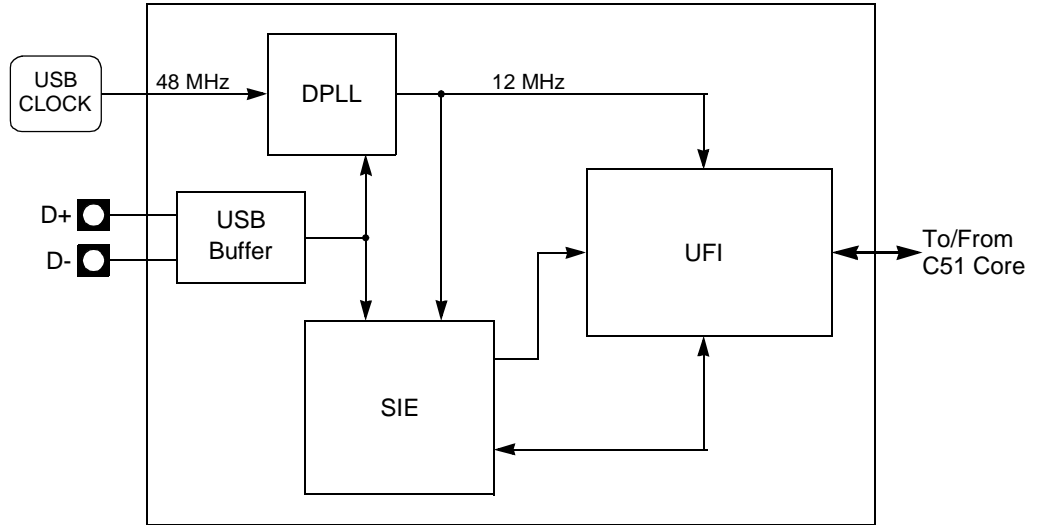 USB
CLOCK
48 MHz
DPLL
12 MHz
D+
D-
USB
Buffer
UFI
To/From
C51 Core
SIE